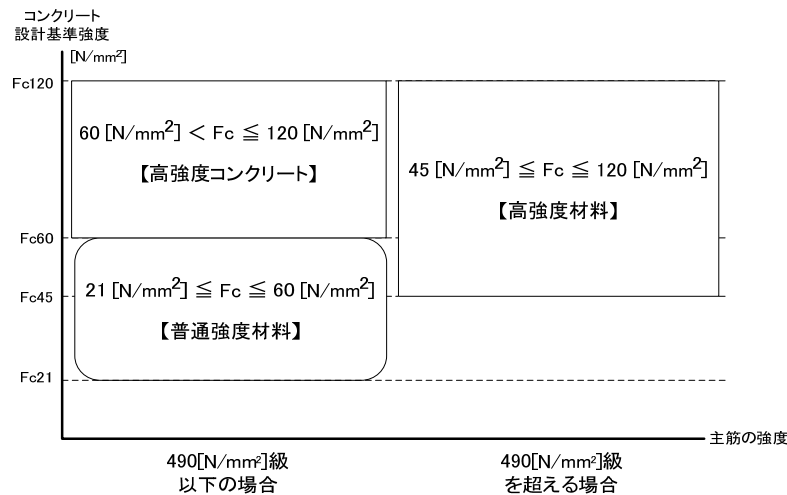 コンクリート
設計基準強度
[N/mm²]
Fc120
60 [N/mm²] < Fc ≦ 120 [N/mm²]
【高強度コンクリート】
45 [N/mm²] ≦ Fc ≦ 120 [N/mm²]
【高強度材料】
Fc60
21 [N/mm²] ≦ Fc ≦ 60 [N/mm²]
Fc45
【普通強度材料】
Fc21
主筋の強度
490[N/mm²]級
以下の場合
490[N/mm²]級
を超える場合